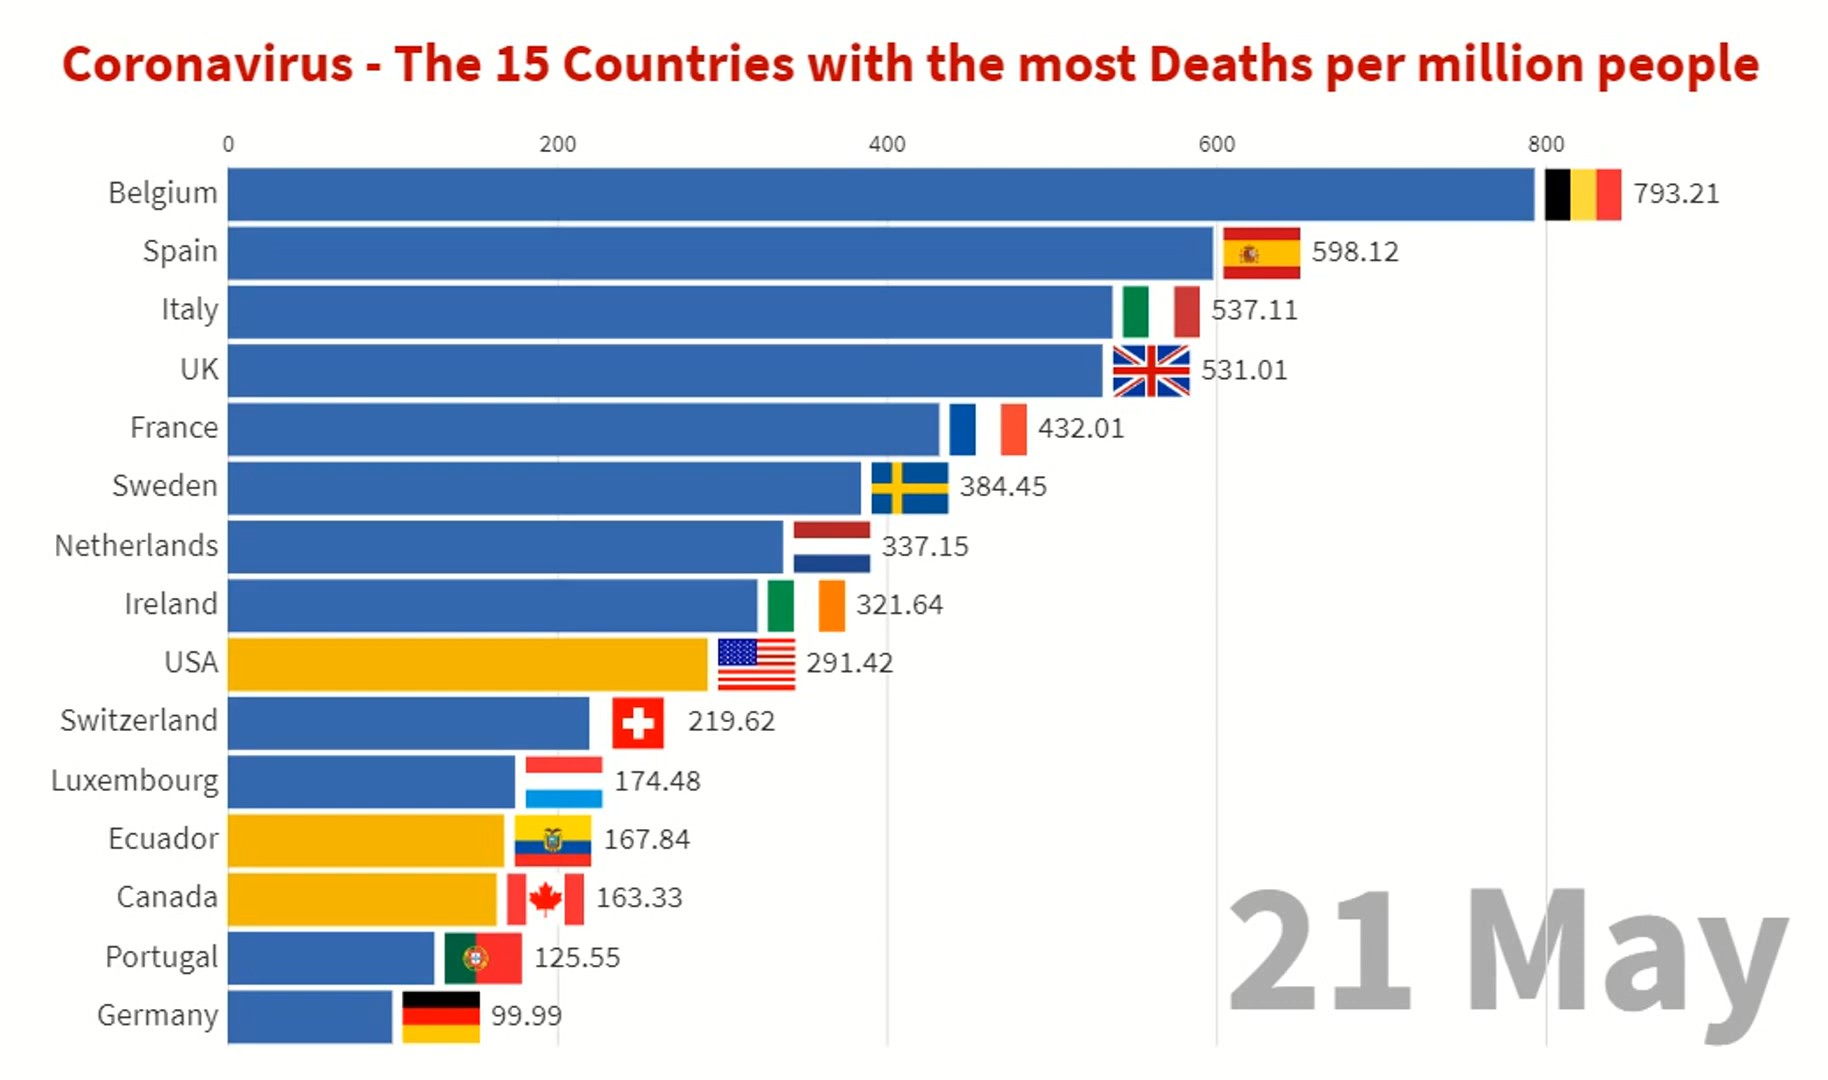 Coronavirus - The 15 Countries with the most Deaths per million people
0 200 400 600 800
Belgium 793.21
Spain 598.12
Italy 537.11
UK 531.01
France 432.01
Sweden 384.45
Netherlands 337.15
Ireland 321.64
USA 291.42
Switzerland 219.62
Luxembourg 174.48
Ecuador 167.84
Canada 163.33
Portugal 125.55
Germany 99.99
21 May